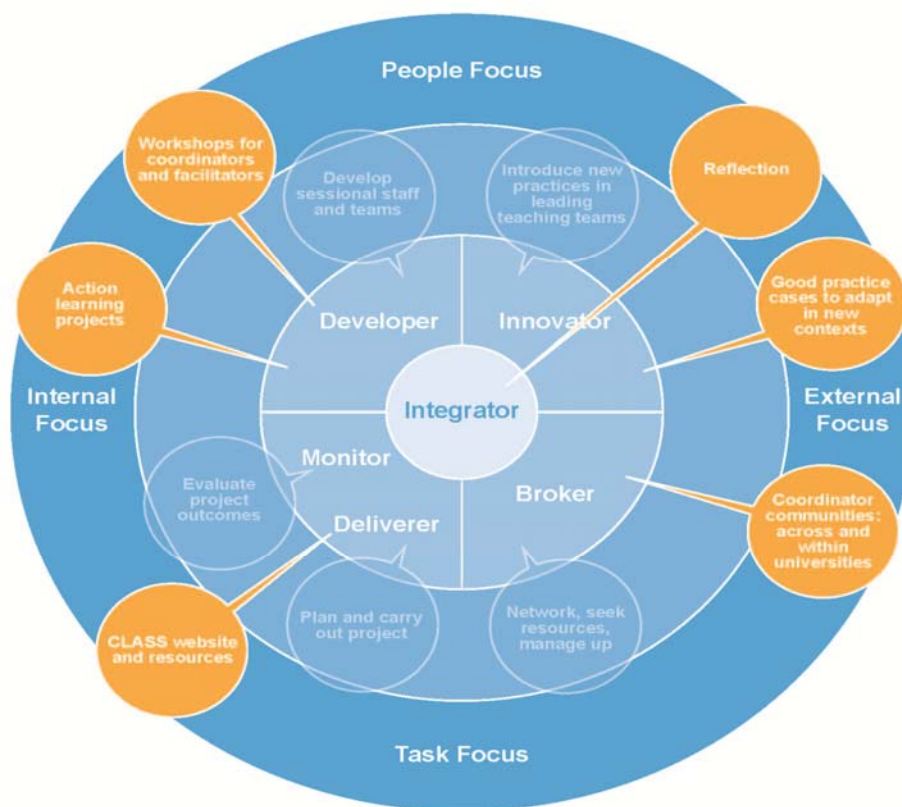 People Focus
Workshops for
coordinators
and facilitators
Develop
sessional staff
and teams
Introduce new
practices in
leading
teaching teams
Reflection
Action
learning
projects
Developer
Innovator
Good practice
cases to adapt
in new
contexts
Internal
Focus
Integrator
External
Focus
Monitor
Evaluate
project
outcomes
Broker
Deliverer
Coordinator
communities:
across and
within
universities
CLASS website
and resources
Plan and carry
out project
Network, seek
resources,
manage up
Task Focus